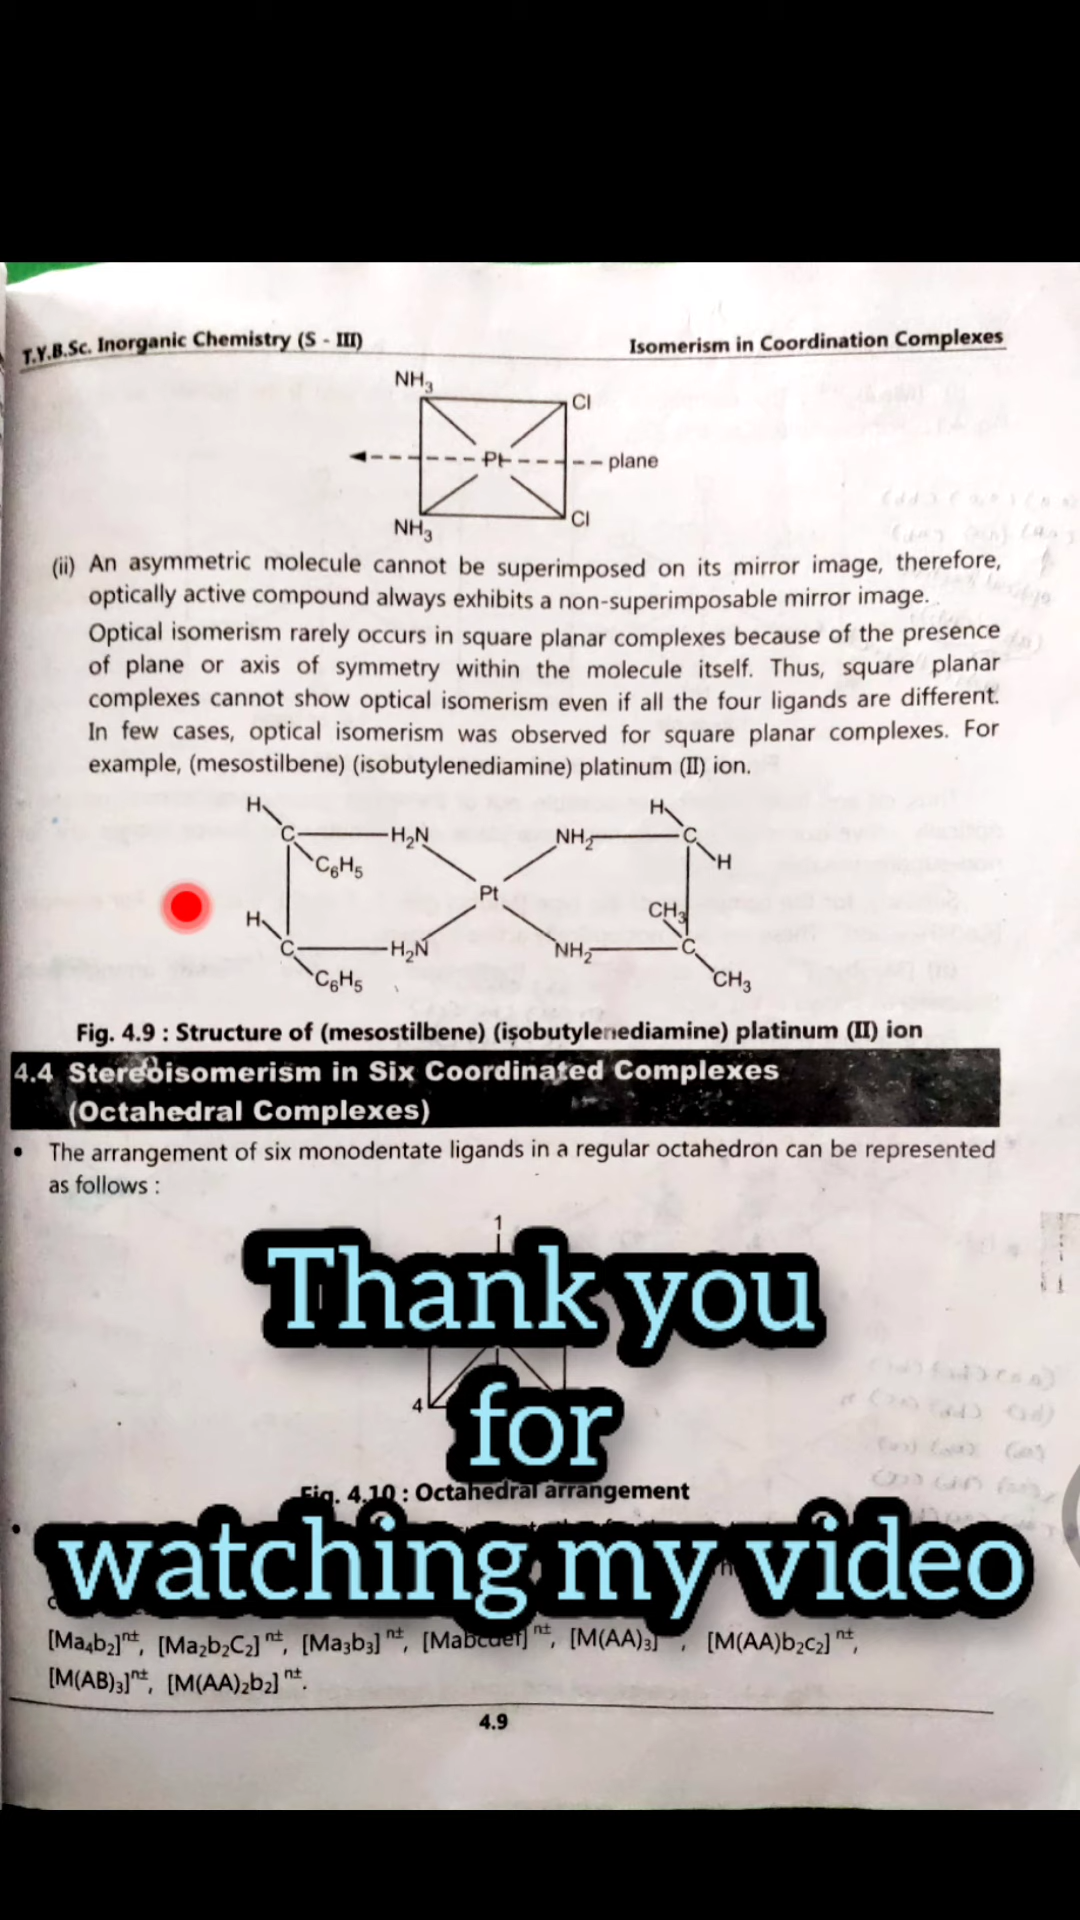 T.Y.B.Sc. Inorganic Chemistry (S - III) Isomerism in Coordination Complexes
NH₃
Cl
Pt
plane
NH₃
Cl
(ii) An asymmetric molecule cannot be superimposed on its mirror image, therefore,
optically active compound always exhibits a non-superimposable mirror image.
Optical isomerism rarely occurs in square planar complexes because of the presence
of plane or axis of symmetry within the molecule itself. Thus, square planar
complexes cannot show optical isomerism even if all the four ligands are different.
In few cases, optical isomerism was observed for square planar complexes. For
example, (mesostilbene) (isobutylenediamine) platinum (II) ion.
H H
C H₂N NH₂ C
C₆H₅ H
Pt
H CH₃
C H₂N NH₂ C
C₆H₅ CH₃
Fig. 4.9 : Structure of (mesostilbene) (isobutylenediamine) platinum (II) ion
4.4 Stereoisomerism in Six Coordinated Complexes
(Octahedral Complexes)
• The arrangement of six monodentate ligands in a regular octahedron can be represented
as follows :
1
Thank you
4
for
Fig. 4.10 : Octahedral arrangement
watching my video
[Ma₄b₂]ⁿ±, [Ma₂b₂C₂] ⁿ±, [Ma₃b₃] ⁿ±, [Mabcdef] ⁿ±, [M(AA)₃] , [M(AA)b₂c₂] ⁿ±,
[M(AB)₃]ⁿ±, [M(AA)₂b₂] ⁿ±.
4.9